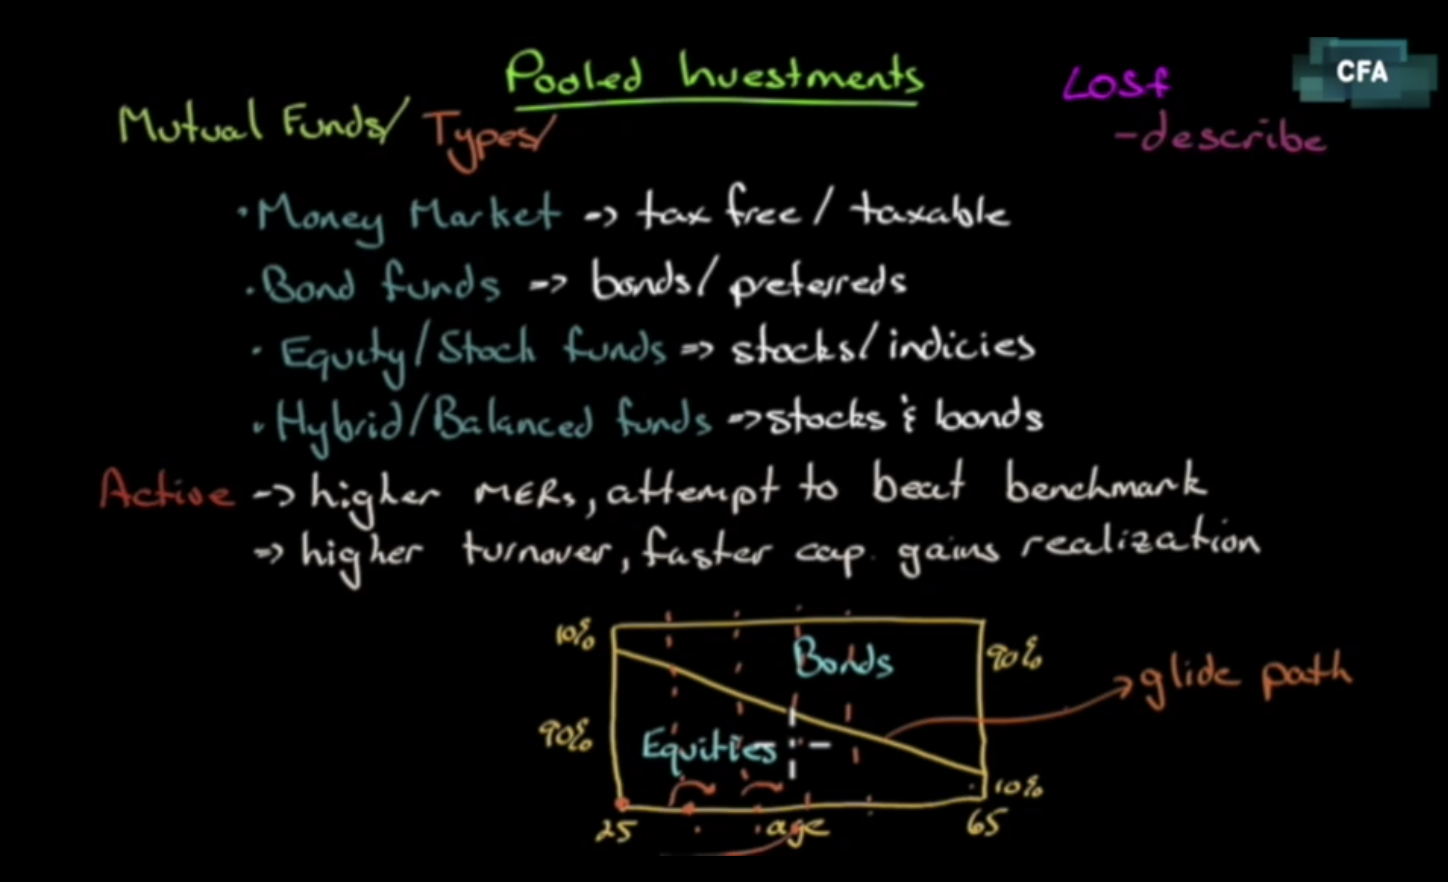 Pooled Investments
LOSf
CFA
- describe
Mutual Funds/ Types/
· Money Market -> tax free / taxable
· Bond funds -> bonds/ preferreds
· Equity/Stock funds => stocks/ indicies
· Hybrid/Balanced funds -> stocks & bonds
Active -> higher MERs, attempt to beat benchmark
=> higher turnover, faster cap. gains realization
10%
Bonds
90%
glide path
90%
Equities
10%
25
age
65